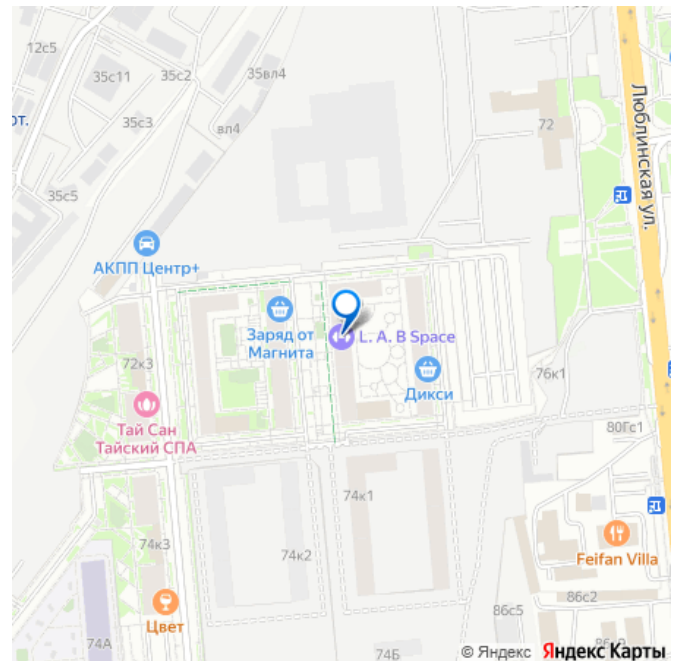 12с5
35с11
35с2
35вл4
35с3
вл4
от.
72
35с5
Люблинская ул.
АКПП Центр+
Заряд от
Магнита
L. A. B Space
72к3
76к1
Дикси
Тай Сан
Тайский СПА
80Гс1
74к1
74к3
74к2
Feifan Villa
86с2
86с5
Цвет
74А
74Б
© Яндекс Яндекс Карты